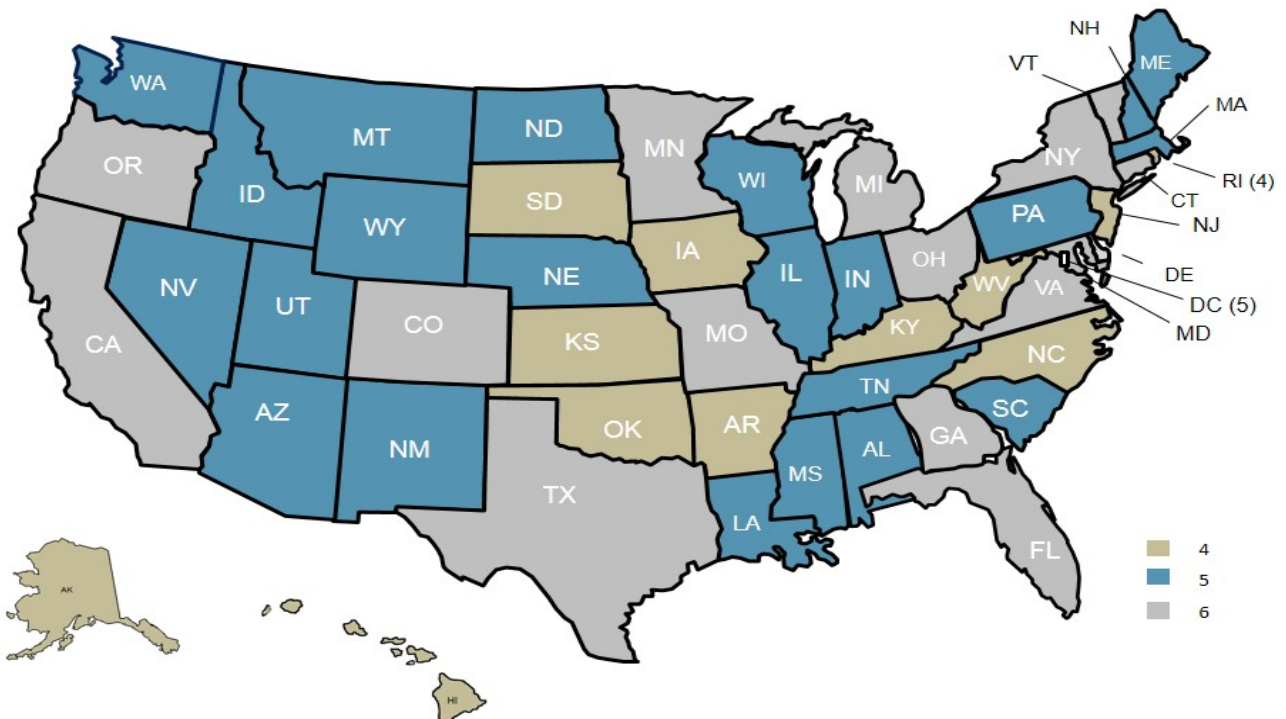 NH
VT
ME
WA
MA
ND
MT
MN
NY
OR
WI
MI
RI (4)
ID
CT
SD
PA
NJ
WY
IA
OH
DE
NE
IL
IN
WV
VA
DC (5)
NV
UT
CO
MD
CA
MO
KS
KY
NC
TN
AZ
SC
OK
AR
GA
NM
AL
MS
TX
LA
FL
4
5
6
AK
HI